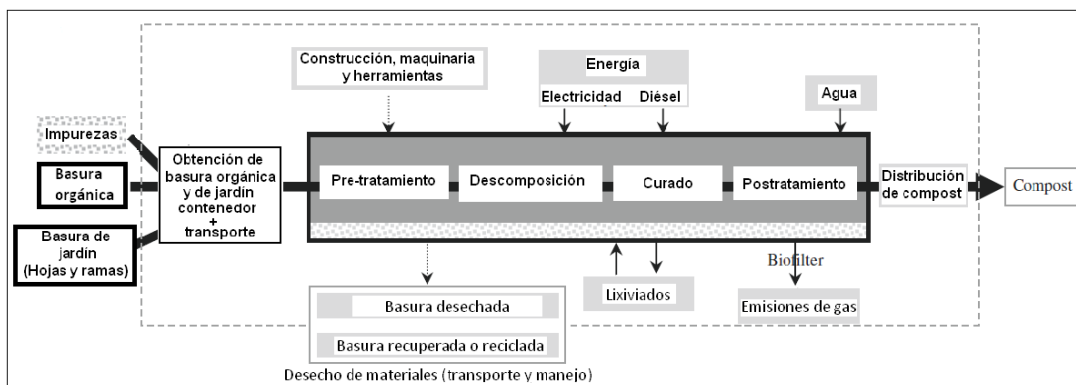 Construcción, maquinaria
y herramientas
Energía
Electricidad Diésel
Agua
Impurezas
Basura
orgánica
Basura de
jardín
(Hojas y ramas)
Obtención de
basura orgánica
y de jardín
contenedor
+
transporte
Pre-tratamiento
Descomposición
Curado
Postratamiento
Distribución
de compost
Compost
Biofilter
Lixiviados
Emisiones de gas
Basura desechada
Basura recuperada o reciclada
Desecho de materiales (transporte y manejo)